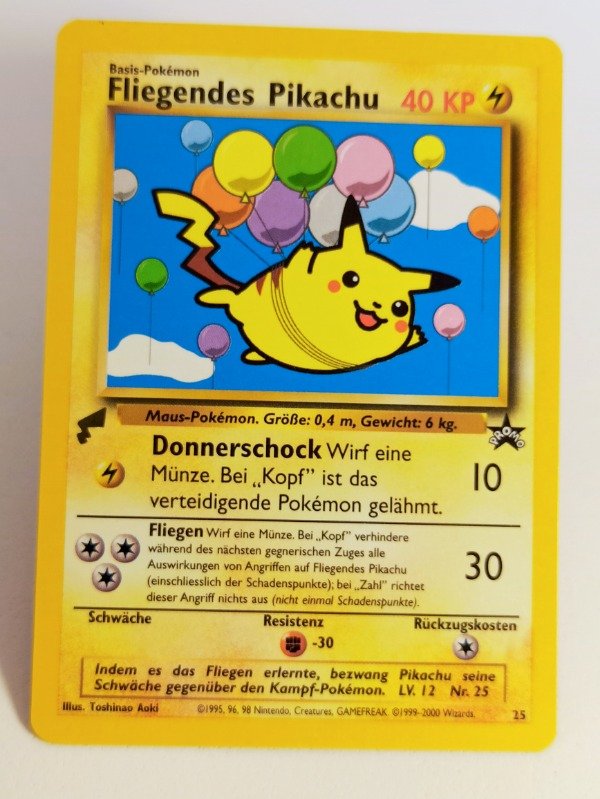 Basis-Pokémon
Fliegendes Pikachu 40 KP
Maus-Pokémon. Größe: 0,4 m, Gewicht: 6 kg.
PROMO
Donnerschock Wirf eine
Münze. Bei „Kopf” ist das
verteidigende Pokémon gelähmt.
10
Fliegen Wirf eine Münze. Bei „Kopf” verhindere
während des nächsten gegnerischen Zuges alle
Auswirkungen von Angriffen auf Fliegendes Pikachu
(einschliesslich der Schadenspunkte); bei „Zahl” richtet
dieser Angriff nichts aus (nicht einmal Schadenspunkte).
30
Schwäche Resistenz Rückzugskosten
-30
Indem es das Fliegen erlernte, bezwang Pikachu seine
Schwäche gegenüber den Kampf-Pokémon. LV. 12 Nr. 25
Illus. Toshinao Aoki ©1995, 96, 98 Nintendo, Creatures, GAMEFREAK. ©1999-2000 Wizards. 25